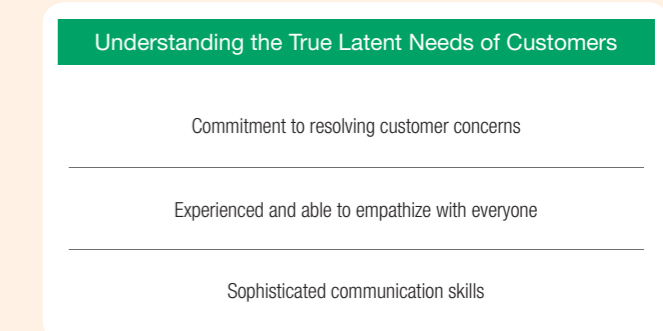 Understanding the True Latent Needs of Customers
Commitment to resolving customer concerns
Experienced and able to empathize with everyone
Sophisticated communication skills